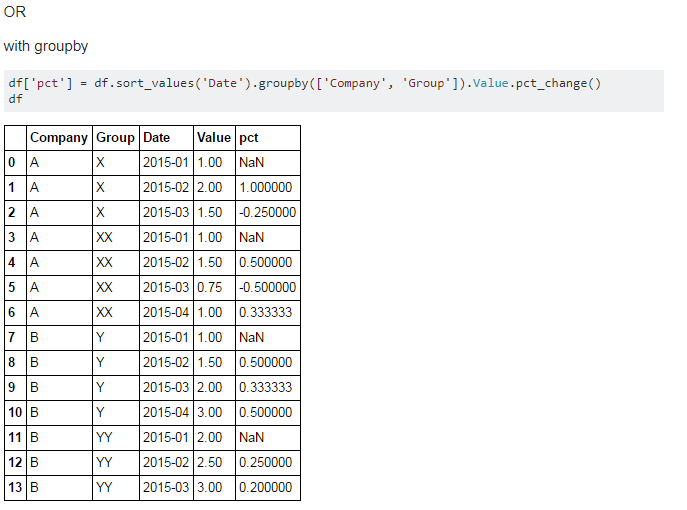 OR
with groupby
df['pct'] = df.sort_values('Date').groupby(['Company', 'Group']).Value.pct_change()
df
Company Group Date Value pct
0 A X 2015-01 1.00 NaN
1 A X 2015-02 2.00 1.000000
2 A X 2015-03 1.50 -0.250000
3 A XX 2015-01 1.00 NaN
4 A XX 2015-02 1.50 0.500000
5 A XX 2015-03 0.75 -0.500000
6 A XX 2015-04 1.00 0.333333
7 B Y 2015-01 1.00 NaN
8 B Y 2015-02 1.50 0.500000
9 B Y 2015-03 2.00 0.333333
10 B Y 2015-04 3.00 0.500000
11 B YY 2015-01 2.00 NaN
12 B YY 2015-02 2.50 0.250000
13 B YY 2015-03 3.00 0.200000